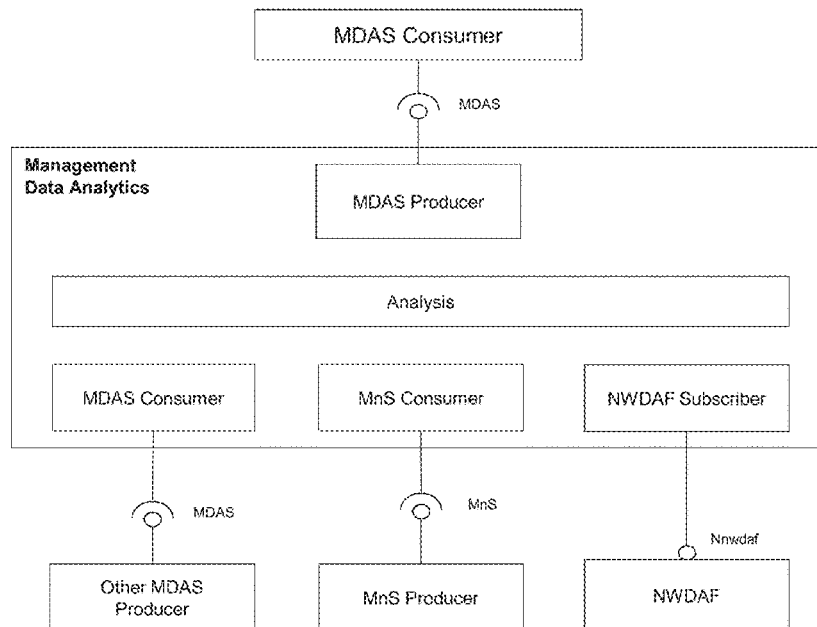 MDAS Consumer
MDAS
Management
Data Analytics
MDAS Producer
Analysis
MDAS Consumer
MnS Consumer
NWDAF Subscriber
MDAS
MnS
Nnwdaf
Other MDAS
Producer
MnS Producer
NWDAF